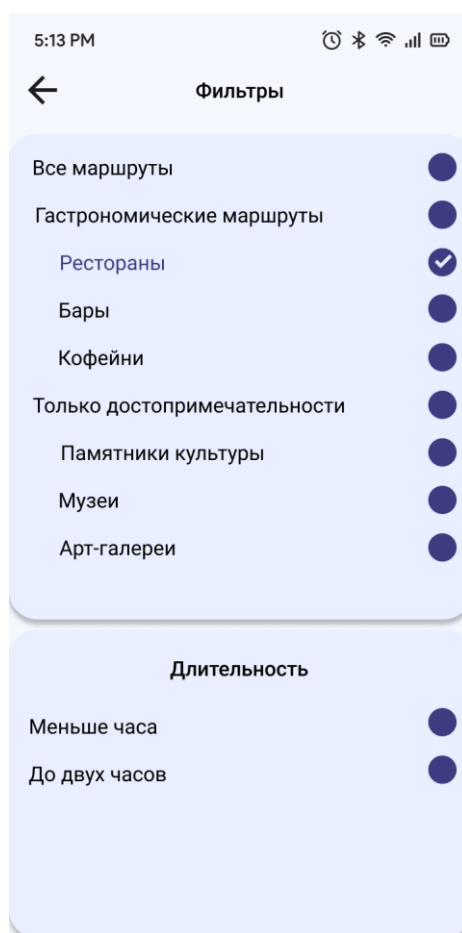 5:13 PM
Фильтры
Все маршруты
Гастрономические маршруты
Рестораны
Бары
Кофейни
Только достопримечательности
Памятники культуры
Музеи
Арт-галереи
Длительность
Меньше часа
До двух часов